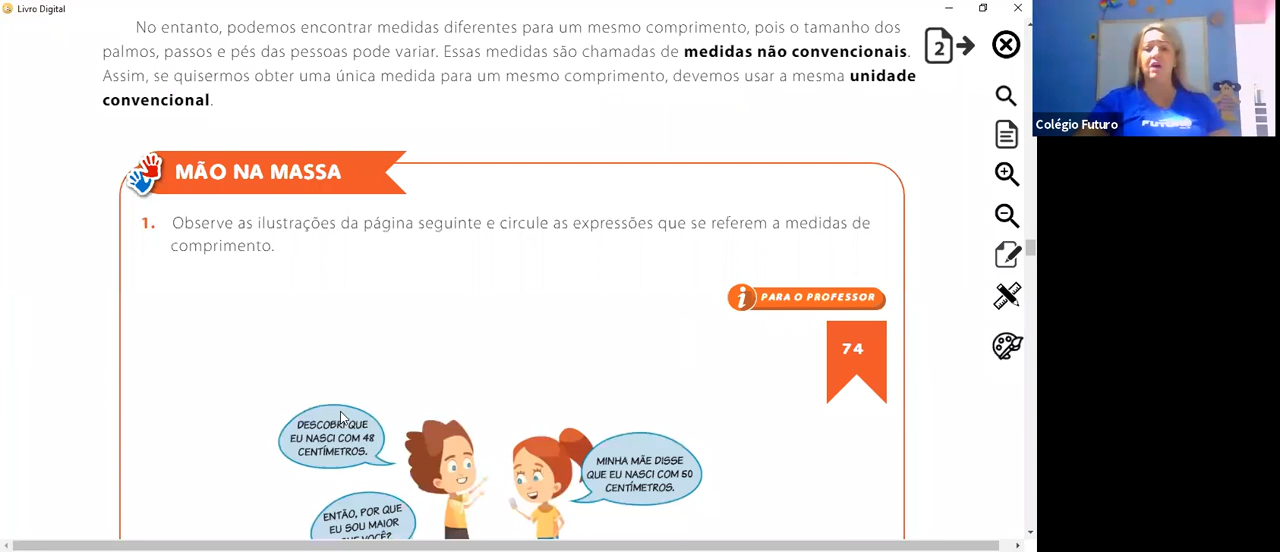 Livro Digital
No entanto, podemos encontrar medidas diferentes para um mesmo comprimento, pois o tamanho dos
palmos, passos e pés das pessoas pode variar. Essas medidas são chamadas de medidas não convencionais.
Assim, se quisermos obter uma única medida para um mesmo comprimento, devemos usar a mesma unidade
convencional.
2
Colégio Futuro
MÃO NA MASSA
1. Observe as ilustrações da página seguinte e circule as expressões que se referem a medidas de
comprimento.
i PARA O PROFESSOR
74
DESCOBRI QUE
EU NASCI COM 48
CENTÍMETROS.
MINHA MÃE DISSE
QUE EU NASCI COM 50
CENTÍMETROS.
ENTÃO, POR QUE
EU SOU MAIOR
QUE VOCÊ?